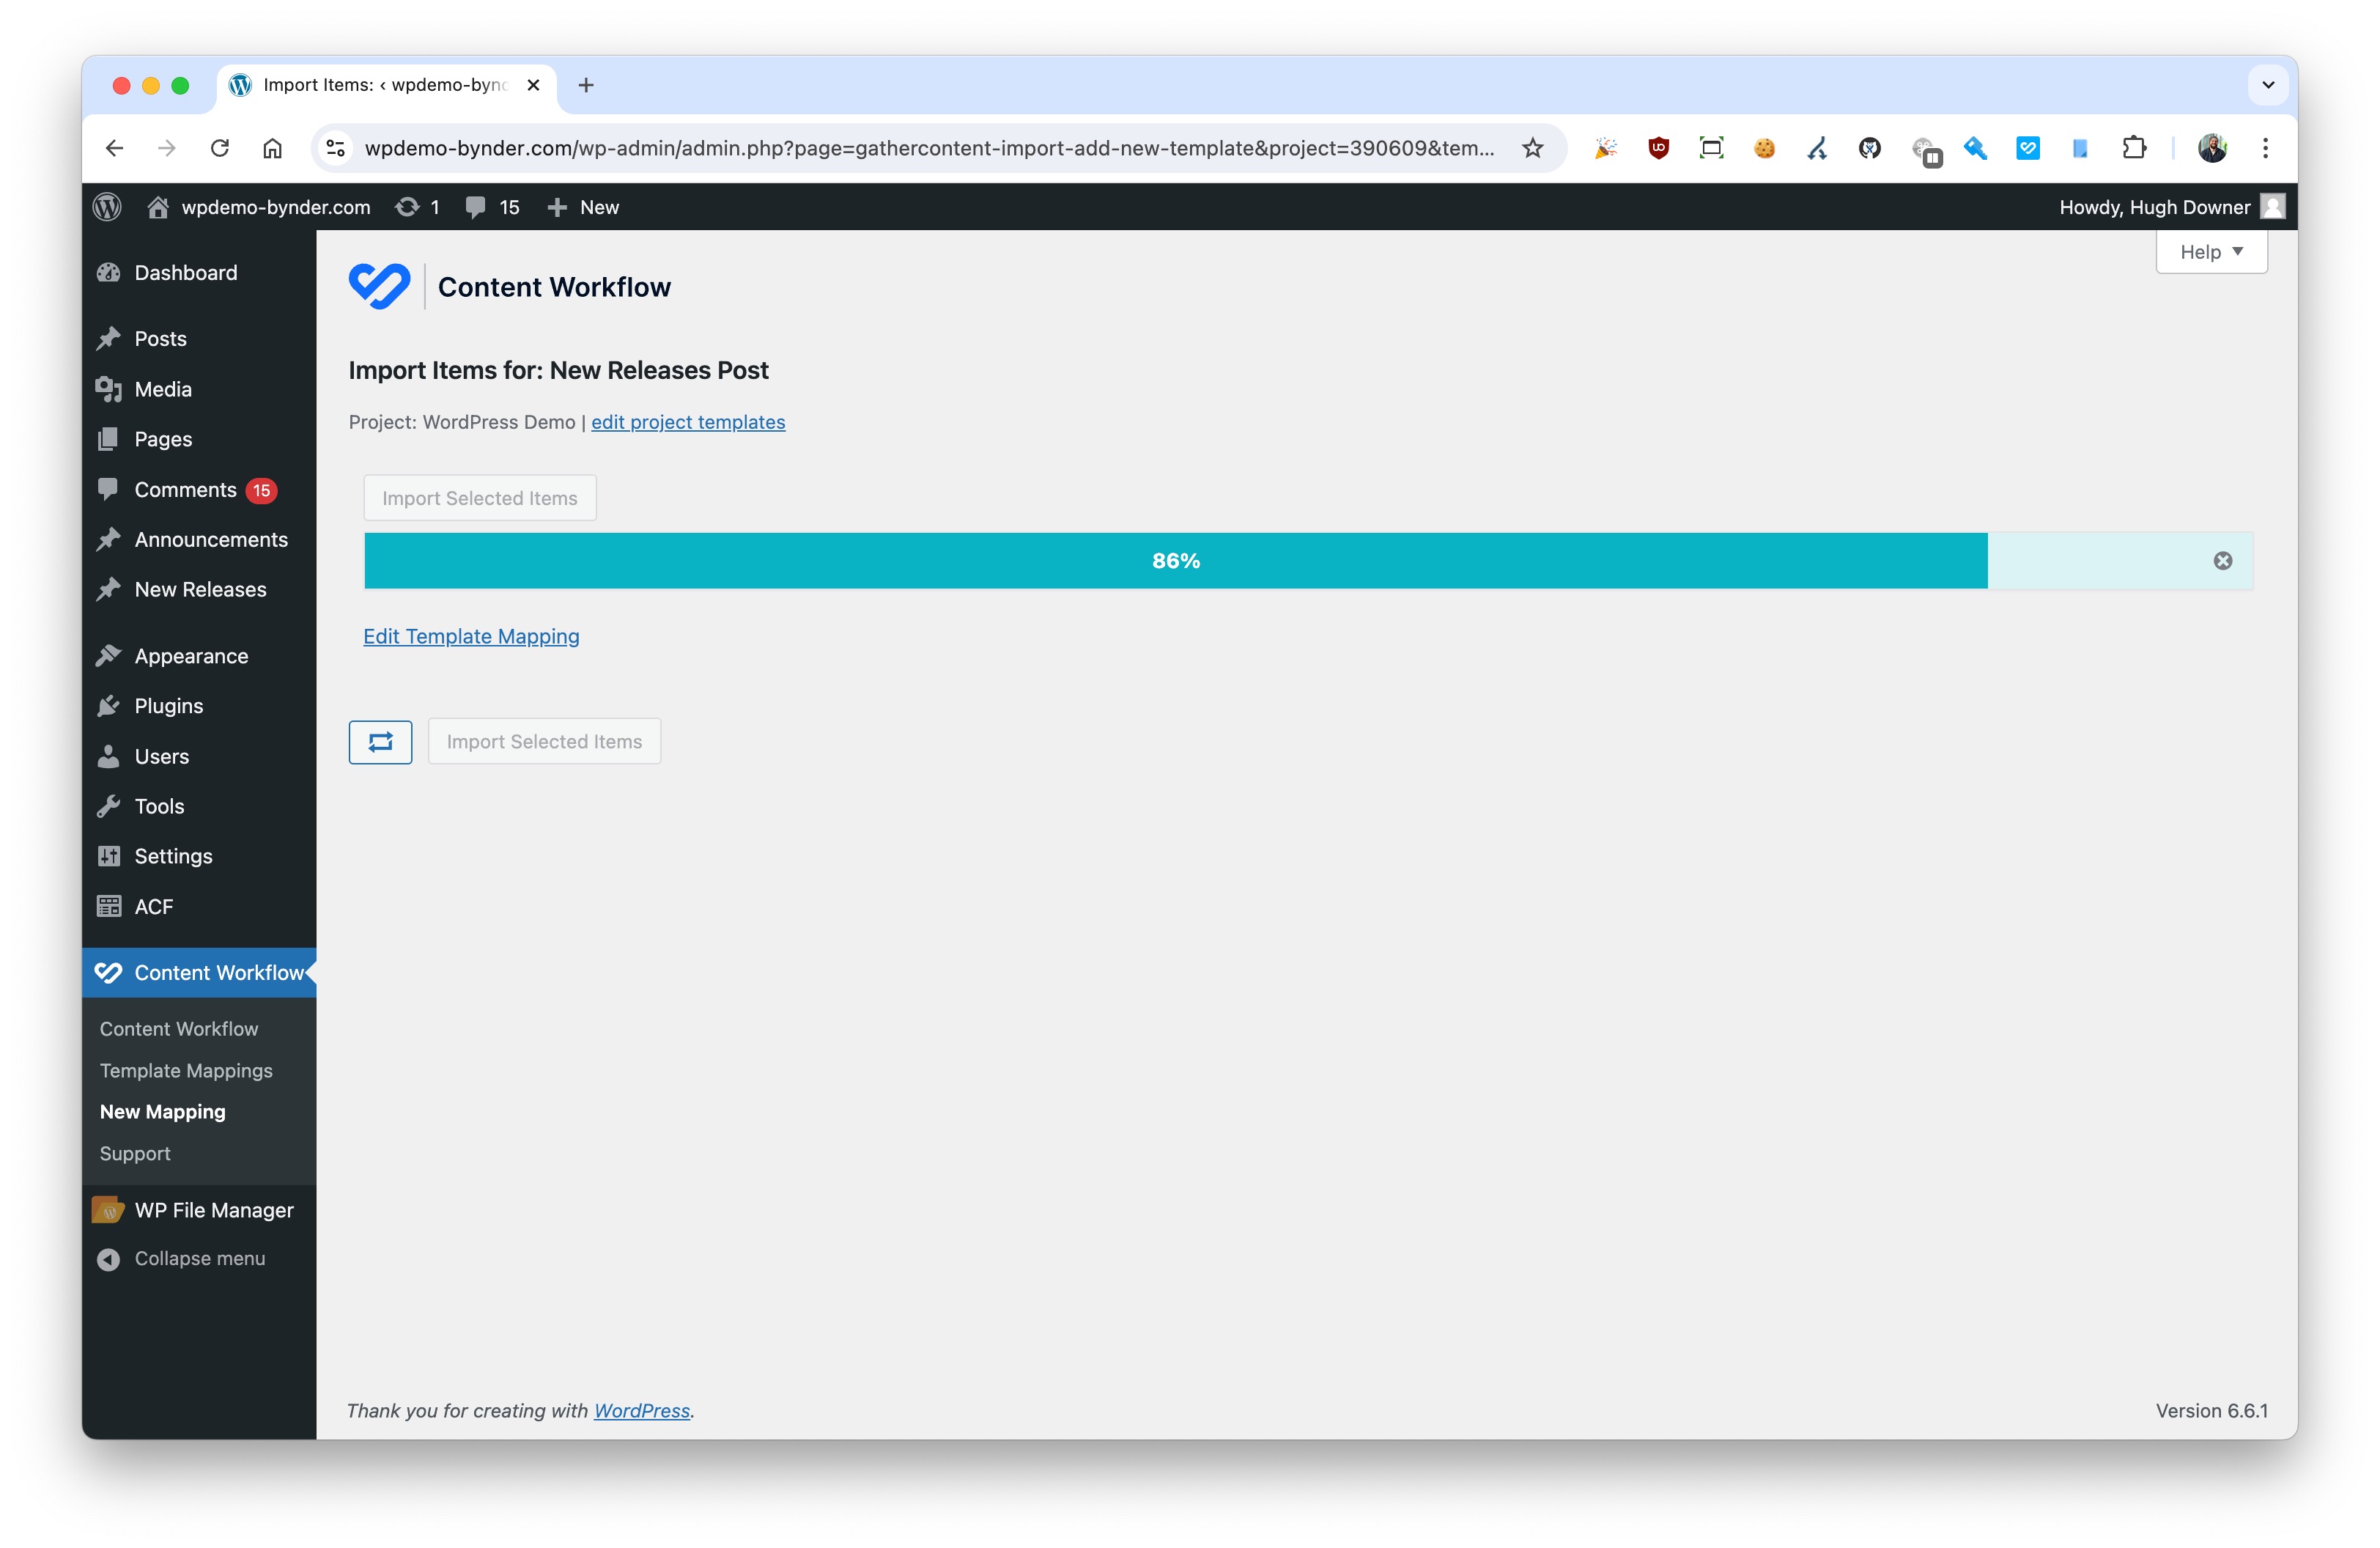 Import Items: ‹ wpdemo-bync
wpdemo-bynder.com/wp-admin/admin.php?page=gathercontent-import-add-new-template&project=390609&tem...
wpdemo-bynder.com 1 15 New
Howdy, Hugh Downer
Help
Dashboard
Posts
Media
Pages
Comments 15
Announcements
New Releases
Appearance
Plugins
Users
Tools
Settings
ACF
Content Workflow
Content Workflow
Template Mappings
New Mapping
Support
WP File Manager
Collapse menu
Content Workflow
Import Items for: New Releases Post
Project: WordPress Demo | edit project templates
Import Selected Items
86%
Edit Template Mapping
Import Selected Items
Thank you for creating with WordPress.
Version 6.6.1